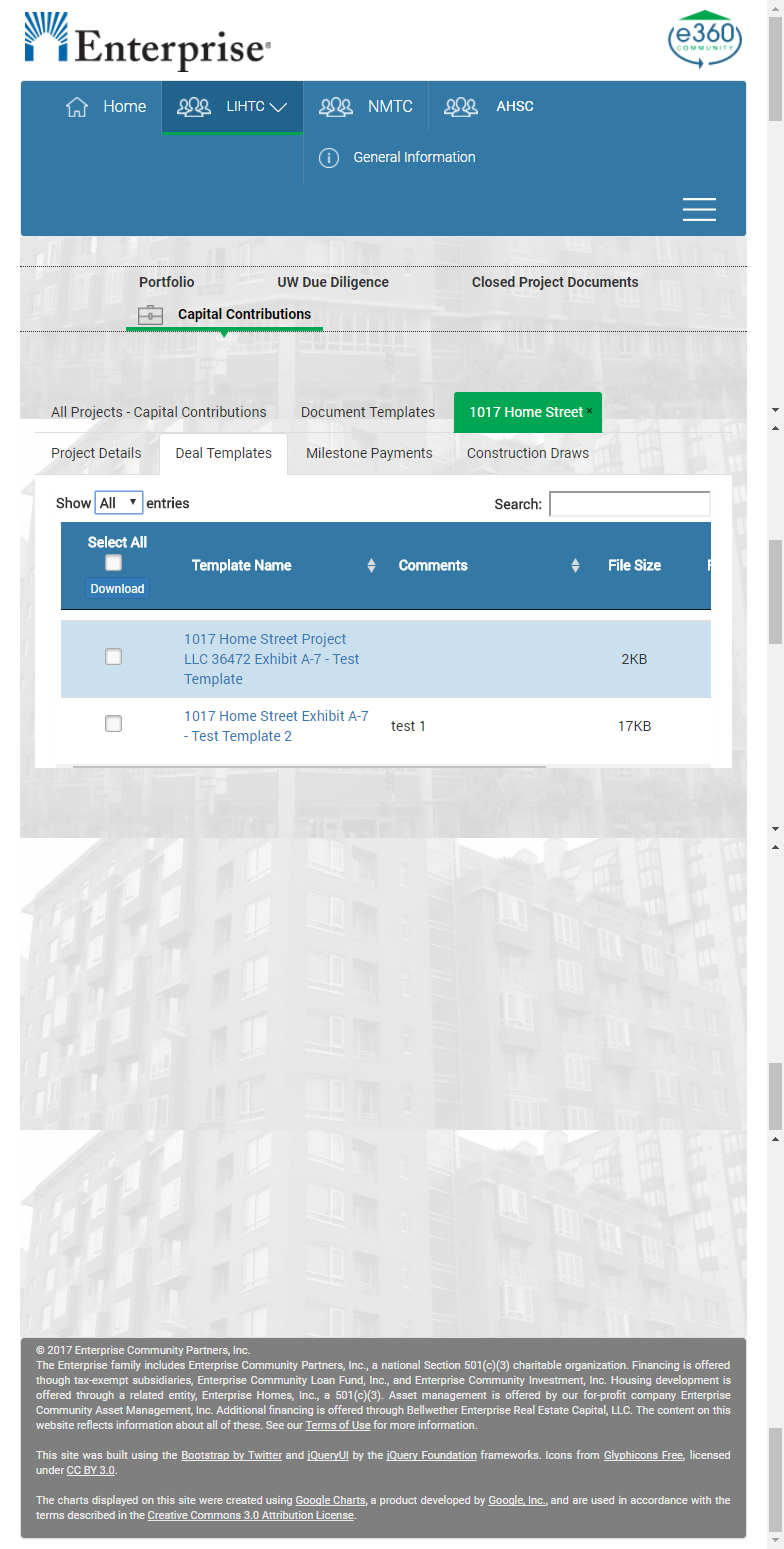 Enterprise®
e360
COMMUNITY
Home
LIHTC
NMTC
AHSC
General Information
Portfolio
UW Due Diligence
Closed Project Documents
Capital Contributions
All Projects - Capital Contributions
Document Templates
1017 Home Street ×
Project Details
Deal Templates
Milestone Payments
Construction Draws
Show All entries
Search:
Select All
Download
Template Name
Comments
File Size
1017 Home Street Project
LLC 36472 Exhibit A-7 - Test
Template
2KB
1017 Home Street Exhibit A-7
- Test Template 2
test 1
17KB
© 2017 Enterprise Community Partners, Inc.
The Enterprise family includes Enterprise Community Partners, Inc., a national Section 501(c)(3) charitable organization. Financing is offered
though tax-exempt subsidiaries, Enterprise Community Loan Fund, Inc., and Enterprise Community Investment, Inc. Housing development is
offered through a related entity, Enterprise Homes, Inc., a 501(c)(3). Asset management is offered by our for-profit company Enterprise
Community Asset Management, Inc. Additional financing is offered through Bellwether Enterprise Real Estate Capital, LLC. The content on this
website reflects information about all of these. See our Terms of Use for more information.
This site was built using the Bootstrap by Twitter and jQueryUI by the jQuery Foundation frameworks. Icons from Glyphicons Free, licensed
under CC BY 3.0.
The charts displayed on this site were created using Google Charts, a product developed by Google, Inc., and are used in accordance with the
terms described in the Creative Commons 3.0 Attribution License.